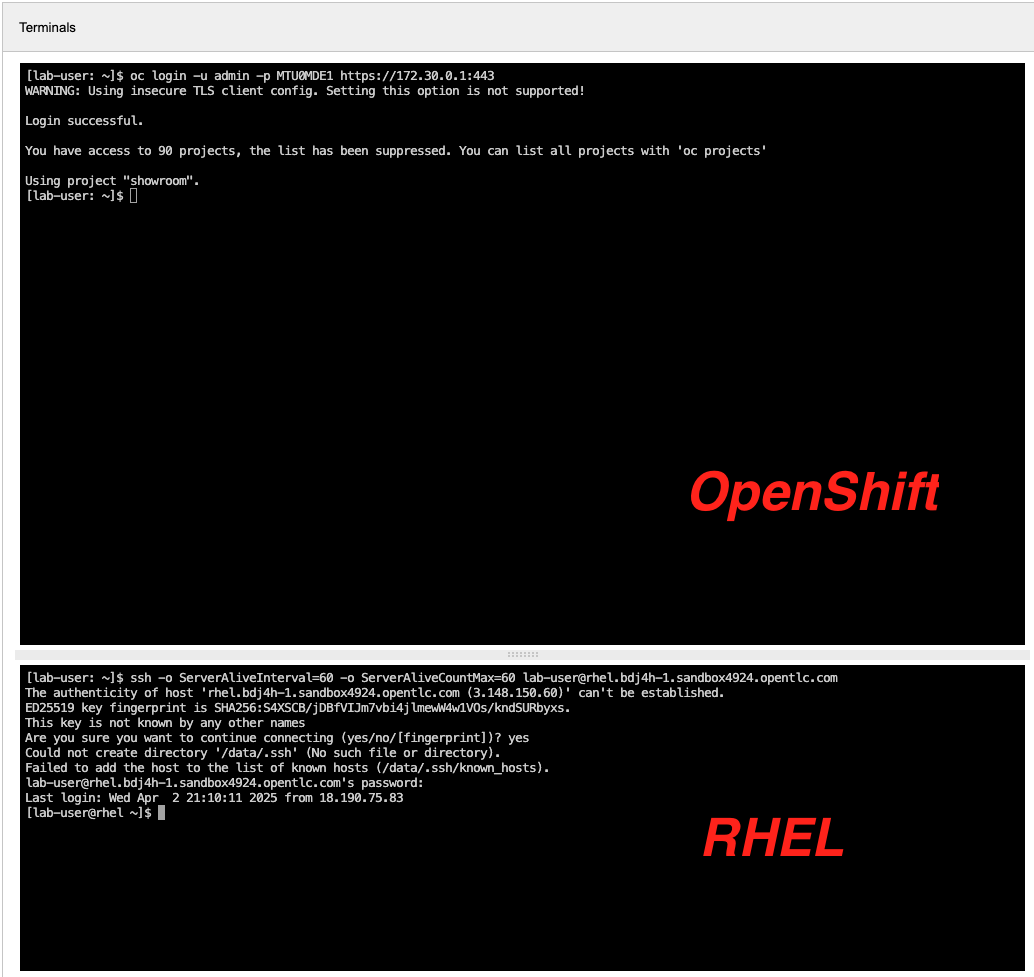 Terminals
[lab-user: ~]$ oc login -u admin -p MTU0MDE1 https://172.30.0.1:443
WARNING: Using insecure TLS client config. Setting this option is not supported!
Login successful.
You have access to 90 projects, the list has been suppressed. You can list all projects with 'oc projects'
Using project "showroom".
[lab-user: ~]$
OpenShift
[lab-user: ~]$ ssh -o ServerAliveInterval=60 -o ServerAliveCountMax=60 lab-user@rhel.bdj4h-1.sandbox4924.opentlc.com
The authenticity of host 'rhel.bdj4h-1.sandbox4924.opentlc.com (3.148.150.60)' can't be established.
ED25519 key fingerprint is SHA256:S4XSCB/jDBfVIJm7vbi4jlmewW4w1VOs/kndSURbyxs.
This key is not known by any other names
Are you sure you want to continue connecting (yes/no/[fingerprint])? yes
Could not create directory '/data/.ssh' (No such file or directory).
Failed to add the host to the list of known hosts (/data/.ssh/known_hosts).
lab-user@rhel.bdj4h-1.sandbox4924.opentlc.com's password:
Last login: Wed Apr  2 21:10:11 2025 from 18.190.75.83
[lab-user@rhel ~]$
RHEL